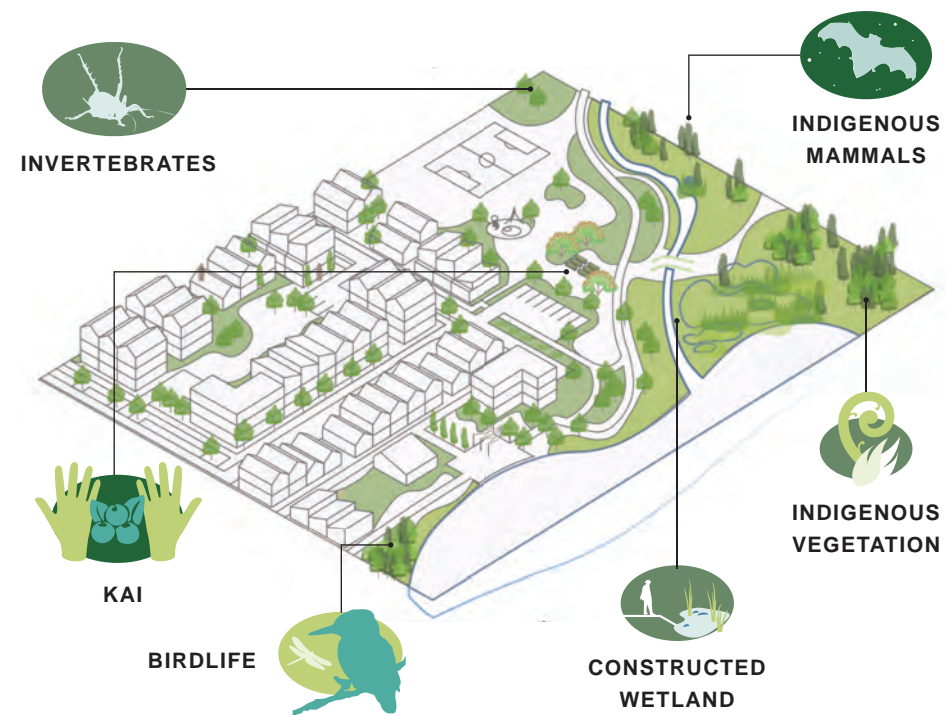 INVERTEBRATES
INDIGENOUS
MAMMALS
KAI
INDIGENOUS
VEGETATION
BIRDLIFE
CONSTRUCTED
WETLAND